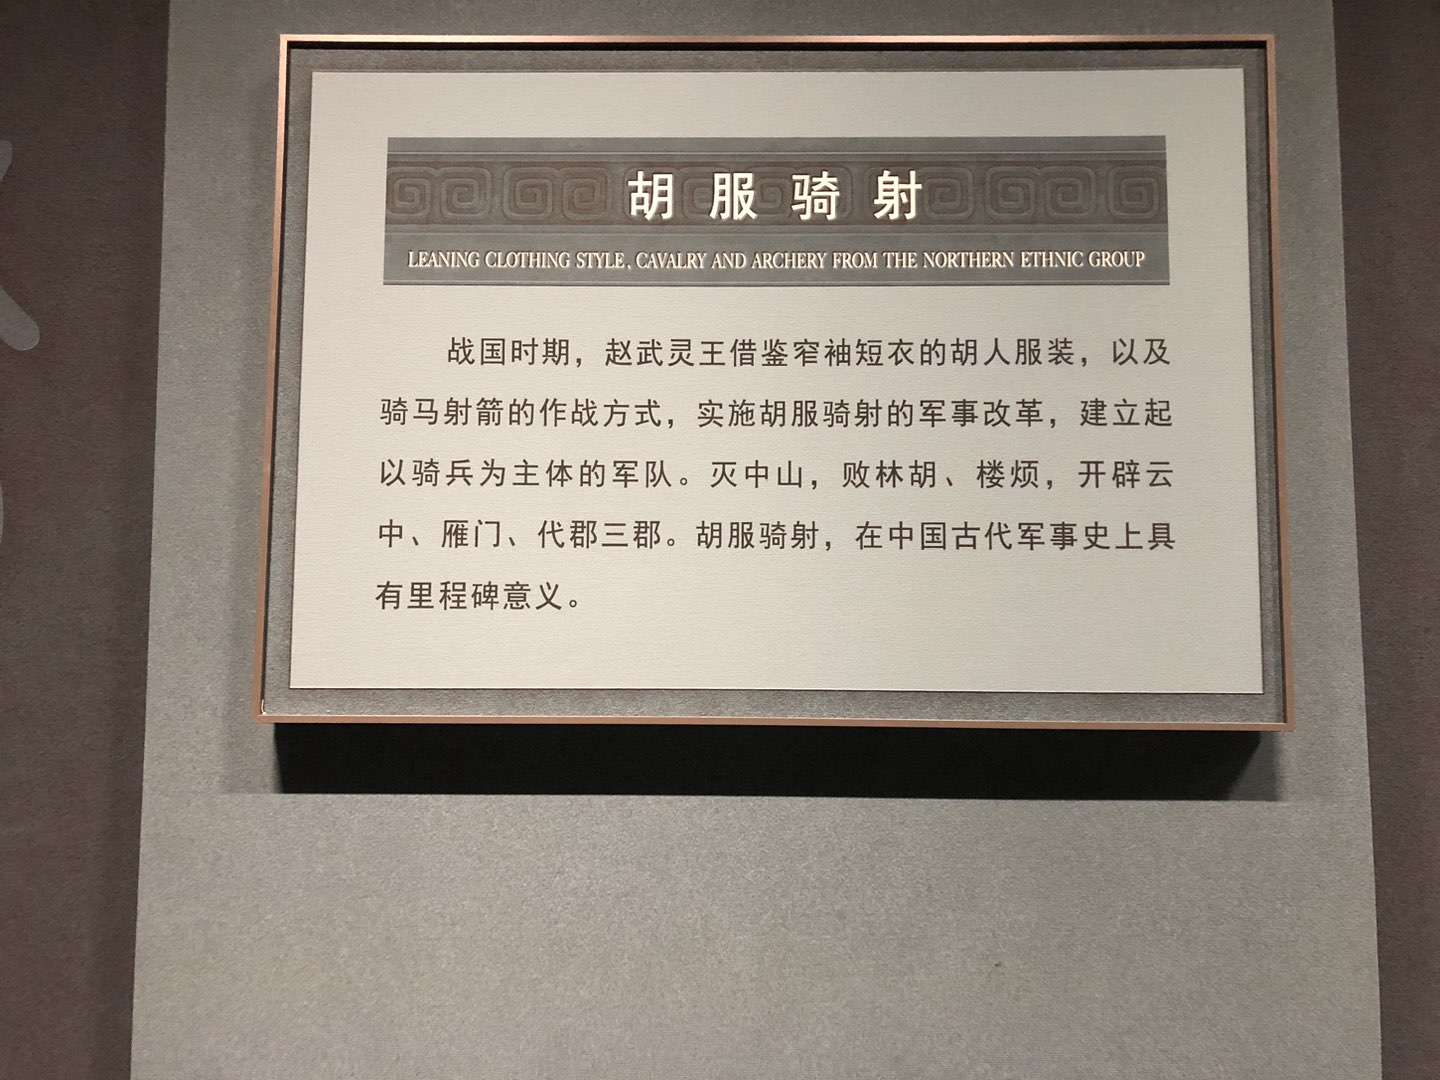 胡服骑射
LEANING CLOTHING STYLE, CAVALRY AND ARCHERY FROM THE NORTHERN ETHNIC GROUP
战国时期，赵武灵王借鉴窄袖短衣的胡人服装，以及
骑马射箭的作战方式，实施胡服骑射的军事改革，建立起
以骑兵为主体的军队。灭中山，败林胡、楼烦，开辟云
中、雁门、代郡三郡。胡服骑射，在中国古代军事史上具
有里程碑意义。